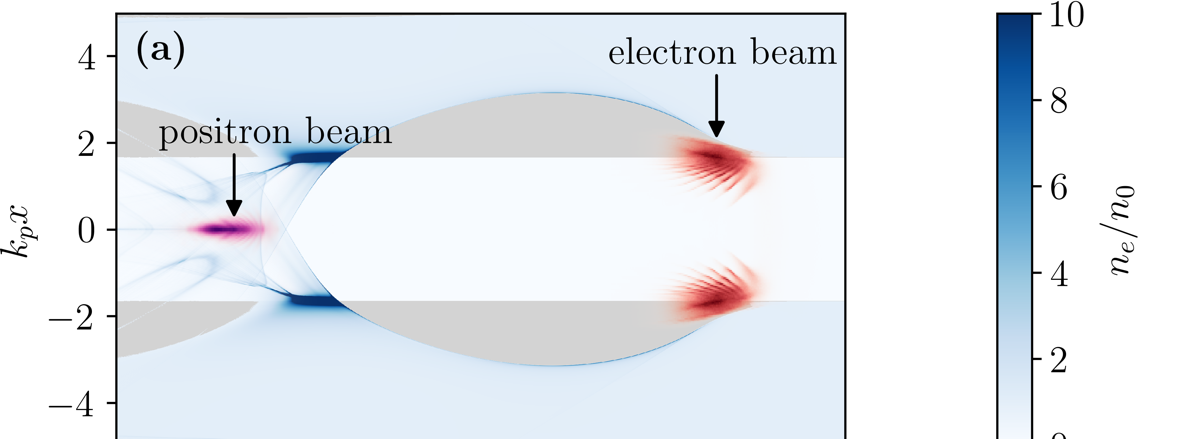 (a)
electron beam
positron beam
4
2
0
−2
−4
k_p x
10
8
6
4
2
0
n_e/n_0